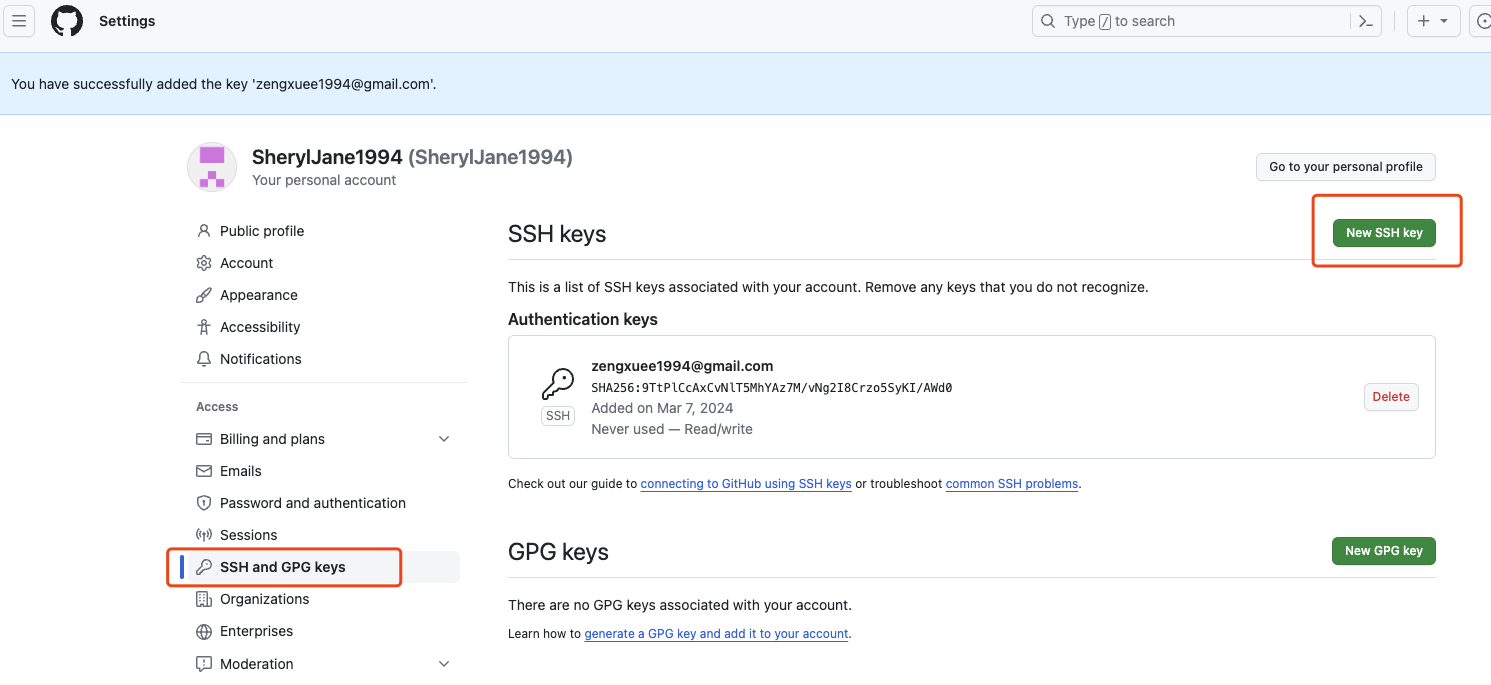 Settings
Type / to search
You have successfully added the key 'zengxuee1994@gmail.com'.
SherylJane1994 (SherylJane1994)
Your personal account
Go to your personal profile
Public profile
Account
Appearance
Accessibility
Notifications
Access
Billing and plans
Emails
Password and authentication
Sessions
SSH and GPG keys
Organizations
Enterprises
Moderation
SSH keys
New SSH key
This is a list of SSH keys associated with your account. Remove any keys that you do not recognize.
Authentication keys
zengxuee1994@gmail.com
SHA256:9TtPlCcAxCvNlT5MhYAz7M/vNg2I8Crzo5SyKI/AWd0
Added on Mar 7, 2024
Never used — Read/write
SSH
Delete
Check out our guide to connecting to GitHub using SSH keys or troubleshoot common SSH problems.
GPG keys
New GPG key
There are no GPG keys associated with your account.
Learn how to generate a GPG key and add it to your account.